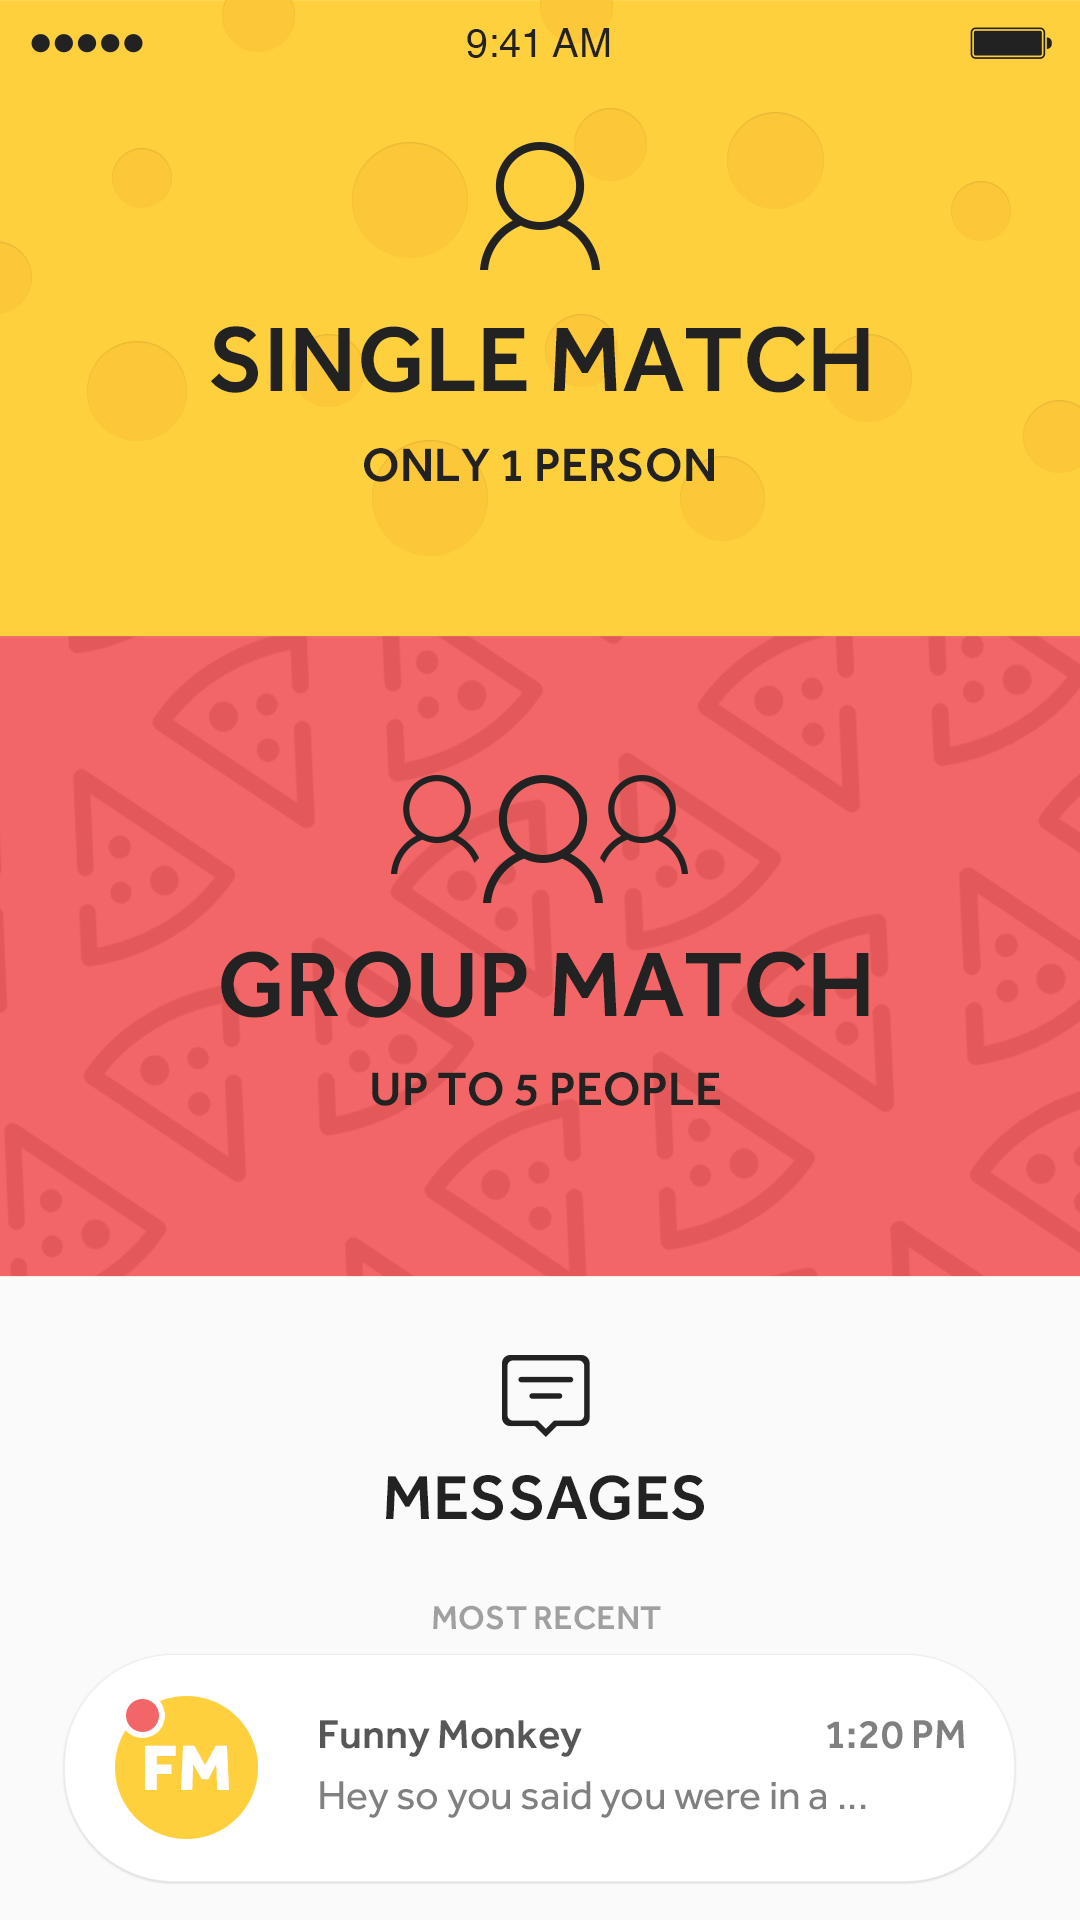 9:41 AM
SINGLE MATCH
ONLY 1 PERSON
GROUP MATCH
UP TO 5 PEOPLE
MESSAGES
MOST RECENT
FM
Funny Monkey 1:20 PM
Hey so you said you were in a ...